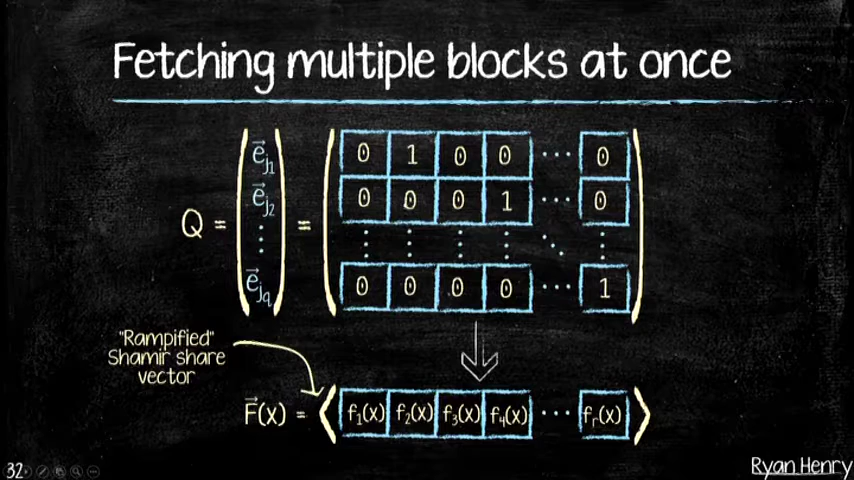 Fetching multiple blocks at once
Q = ( e⃗j₁ e⃗j₂ ⋮ e⃗jq ) = (
0 1 0 0 ⋯ 0
0 0 0 1 ⋯ 0
⋮ ⋮ ⋮ ⋮ ⋱ ⋮
0 0 0 0 ⋯ 1
)
"Rampified"
Shamir share
vector
F⃗(x) = ⟨ f₁(x) f₂(x) f₃(x) f₄(x) ⋯ fᵣ(x) ⟩
32
Ryan Henry